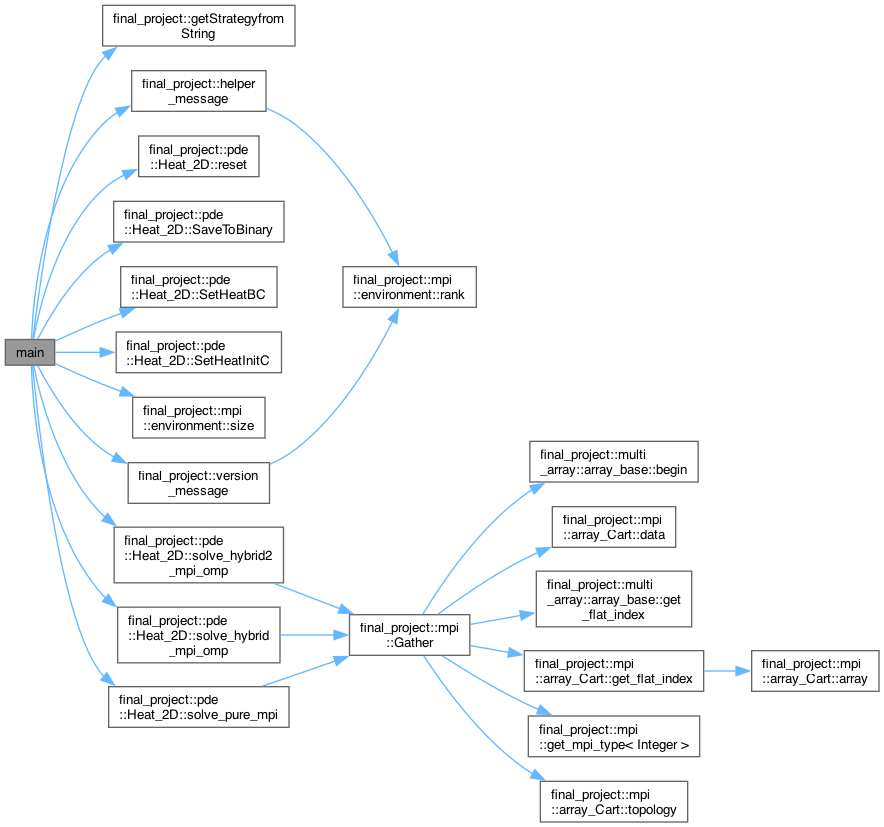 main
final_project::getStrategyfrom
String
final_project::helper
_message
final_project::pde
::Heat_2D::reset
final_project::pde
::Heat_2D::SaveToBinary
final_project::pde
::Heat_2D::SetHeatBC
final_project::pde
::Heat_2D::SetHeatInitC
final_project::mpi
::environment::size
final_project::version
_message
final_project::pde
::Heat_2D::solve_hybrid2
_mpi_omp
final_project::pde
::Heat_2D::solve_hybrid
_mpi_omp
final_project::pde
::Heat_2D::solve_pure_mpi
final_project::mpi
::environment::rank
final_project::mpi
::Gather
final_project::multi
_array::array_base::begin
final_project::mpi
::array_Cart::data
final_project::multi
_array::array_base::get
_flat_index
final_project::mpi
::array_Cart::get_flat_index
final_project::mpi
::get_mpi_type< Integer >
final_project::mpi
::array_Cart::topology
final_project::mpi
::array_Cart::array